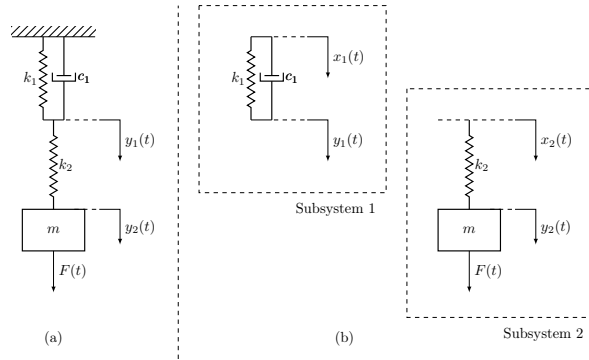 k₁
c₁
y₁(t)
k₂
m
y₂(t)
F(t)
(a)
x₁(t)
k₁
c₁
y₁(t)
Subsystem 1
x₂(t)
k₂
m
y₂(t)
F(t)
Subsystem 2
(b)